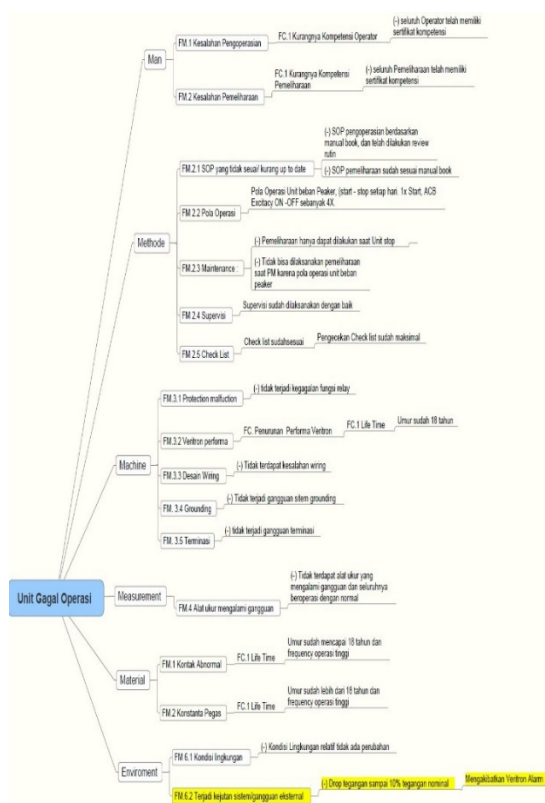 Unit Gagal Operasi
Man
FM.1 Kesalahan Pengoperasian
FC.1 Kurangnya Kompetensi Operator
(-) seluruh Operator telah memiliki
sertifikat kompetensi
FM.2 Kesalahan Pemeliharaan
FC.1 Kurangnya Kompetensi
Pemeliharaan
(-) seluruh Pemeliharaan telah memiliki
sertifikat kompetensi
Methode
FM.2.1 SOP yang tidak seuai/ kurang up to date
(-) SOP pengoperasian berdasarkan
manual book, dan telah dilakukan review
rutin
(-) SOP pemeliharaan sudah sesuai manual book
FM.2.2 Pola Operasi
Pola Operasi Unit beban Peaker, (start - stop setiap hari. 1x Start, ACB
Excitacy ON -OFF sebanyak 4X.
FM.2.3 Maintenance :
(-) Pemeliharaan hanya dapat dilakukan saat Unit stop
(-) Tidak bisa dilaksanakan pemeliharaan
saat PM karena pola operasi unit beban
peaker
FM 2.4 Supervisi
Supervisi sudah dilaksanakan dengan baik
FM 2.5 Check List
Check list sudahsesuai
Pengecekan Check list sudah maksimal
Machine
FM.3.1 Protection malfuction
(-) tidak terjadi kegagalan fungsi relay
FM.3.2 Ventron performa
FC. Penurunan Performa Ventron
FC.1 Life Time
Umur sudah 18 tahun
FM.3.3 Desain Wiring
(-) Tidak terdapat kesalahan wiring
FM. 3.4 Grounding
(-) Tidak terjadi gangguan sitem grounding
FM. 3.5 Terminasi
(-) tidak terjadi gangguan terminasi
Measurement
FM.4 Alat ukur mengalami gangguan
(-) Tidak terdapat alat ukur yang
mengalami gangguan dan seluruhnya
beroperasi dengan normal
Material
FM.1 Kontak Abnormal
FC.1 Life Time
Umur sudah mencapai 18 tahun dan
frequency operasi tinggi
FM.2 Konstanta Pegas
FC.1 Life Time
Umur sudah lebih dari 18 tahun dan
frequency operasi tinggi
Enviroment
FM 6.1 Kondisi lingkungan
(-) Kondisi Lingkungan relatif tidak ada perubahan
FM.6.2 Terjadi kejutan sistem/gangguan eksternal
(-) Drop tegangan sampai 10% tegangan nominal
Mengakibatkan Ventron Alarm